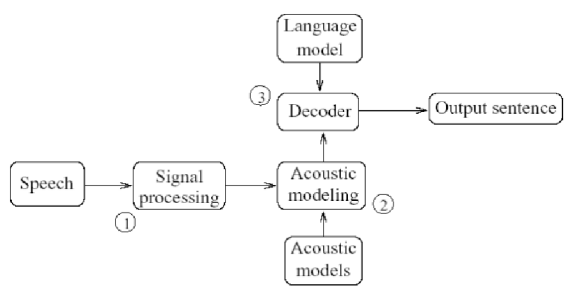 Language
model
3
Decoder
Output sentence
Speech
Signal
processing
1
Acoustic
modeling
2
Acoustic
models